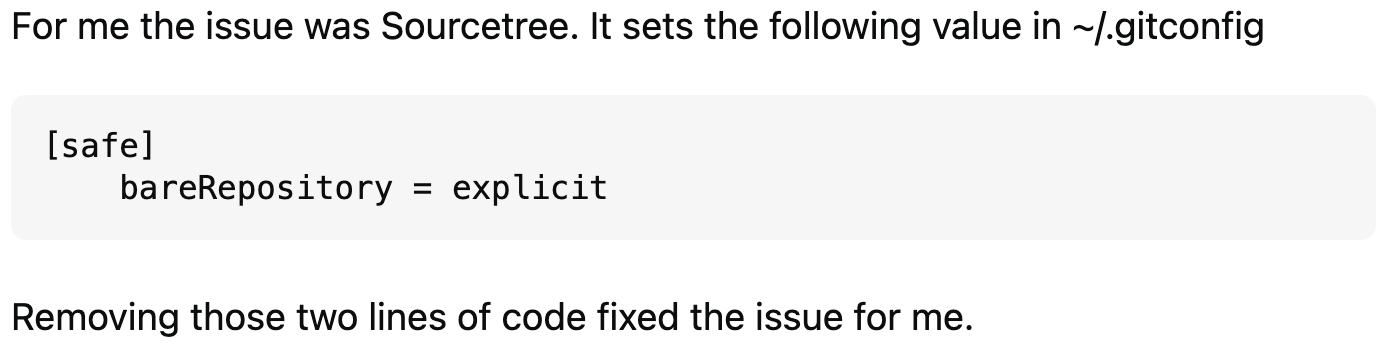 For me the issue was Sourcetree. It sets the following value in ~/.gitconfig
[safe]
    bareRepository = explicit
Removing those two lines of code fixed the issue for me.